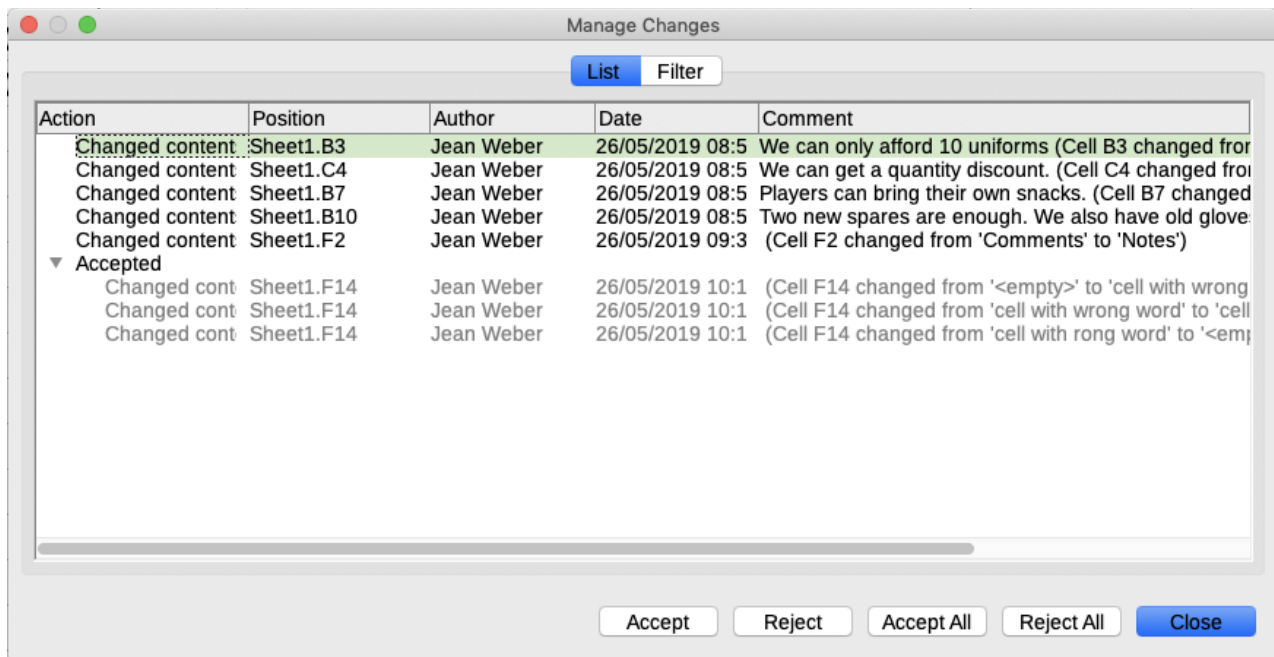 Manage Changes
List Filter
Action Position Author Date Comment
Changed content Sheet1.B3 Jean Weber 26/05/2019 08:5 We can only afford 10 uniforms (Cell B3 changed from
Changed content Sheet1.C4 Jean Weber 26/05/2019 08:5 We can get a quantity discount. (Cell C4 changed from
Changed content Sheet1.B7 Jean Weber 26/05/2019 08:5 Players can bring their own snacks. (Cell B7 changed
Changed content Sheet1.B10 Jean Weber 26/05/2019 08:5 Two new spares are enough. We also have old gloves
Changed content Sheet1.F2 Jean Weber 26/05/2019 09:3 (Cell F2 changed from 'Comments' to 'Notes')
Accepted
Changed cont Sheet1.F14 Jean Weber 26/05/2019 10:1 (Cell F14 changed from '<empty>' to 'cell with wrong
Changed cont Sheet1.F14 Jean Weber 26/05/2019 10:1 (Cell F14 changed from 'cell with wrong word' to 'cell
Changed cont Sheet1.F14 Jean Weber 26/05/2019 10:1 (Cell F14 changed from 'cell with rong word' to '<emp
Accept Reject Accept All Reject All Close